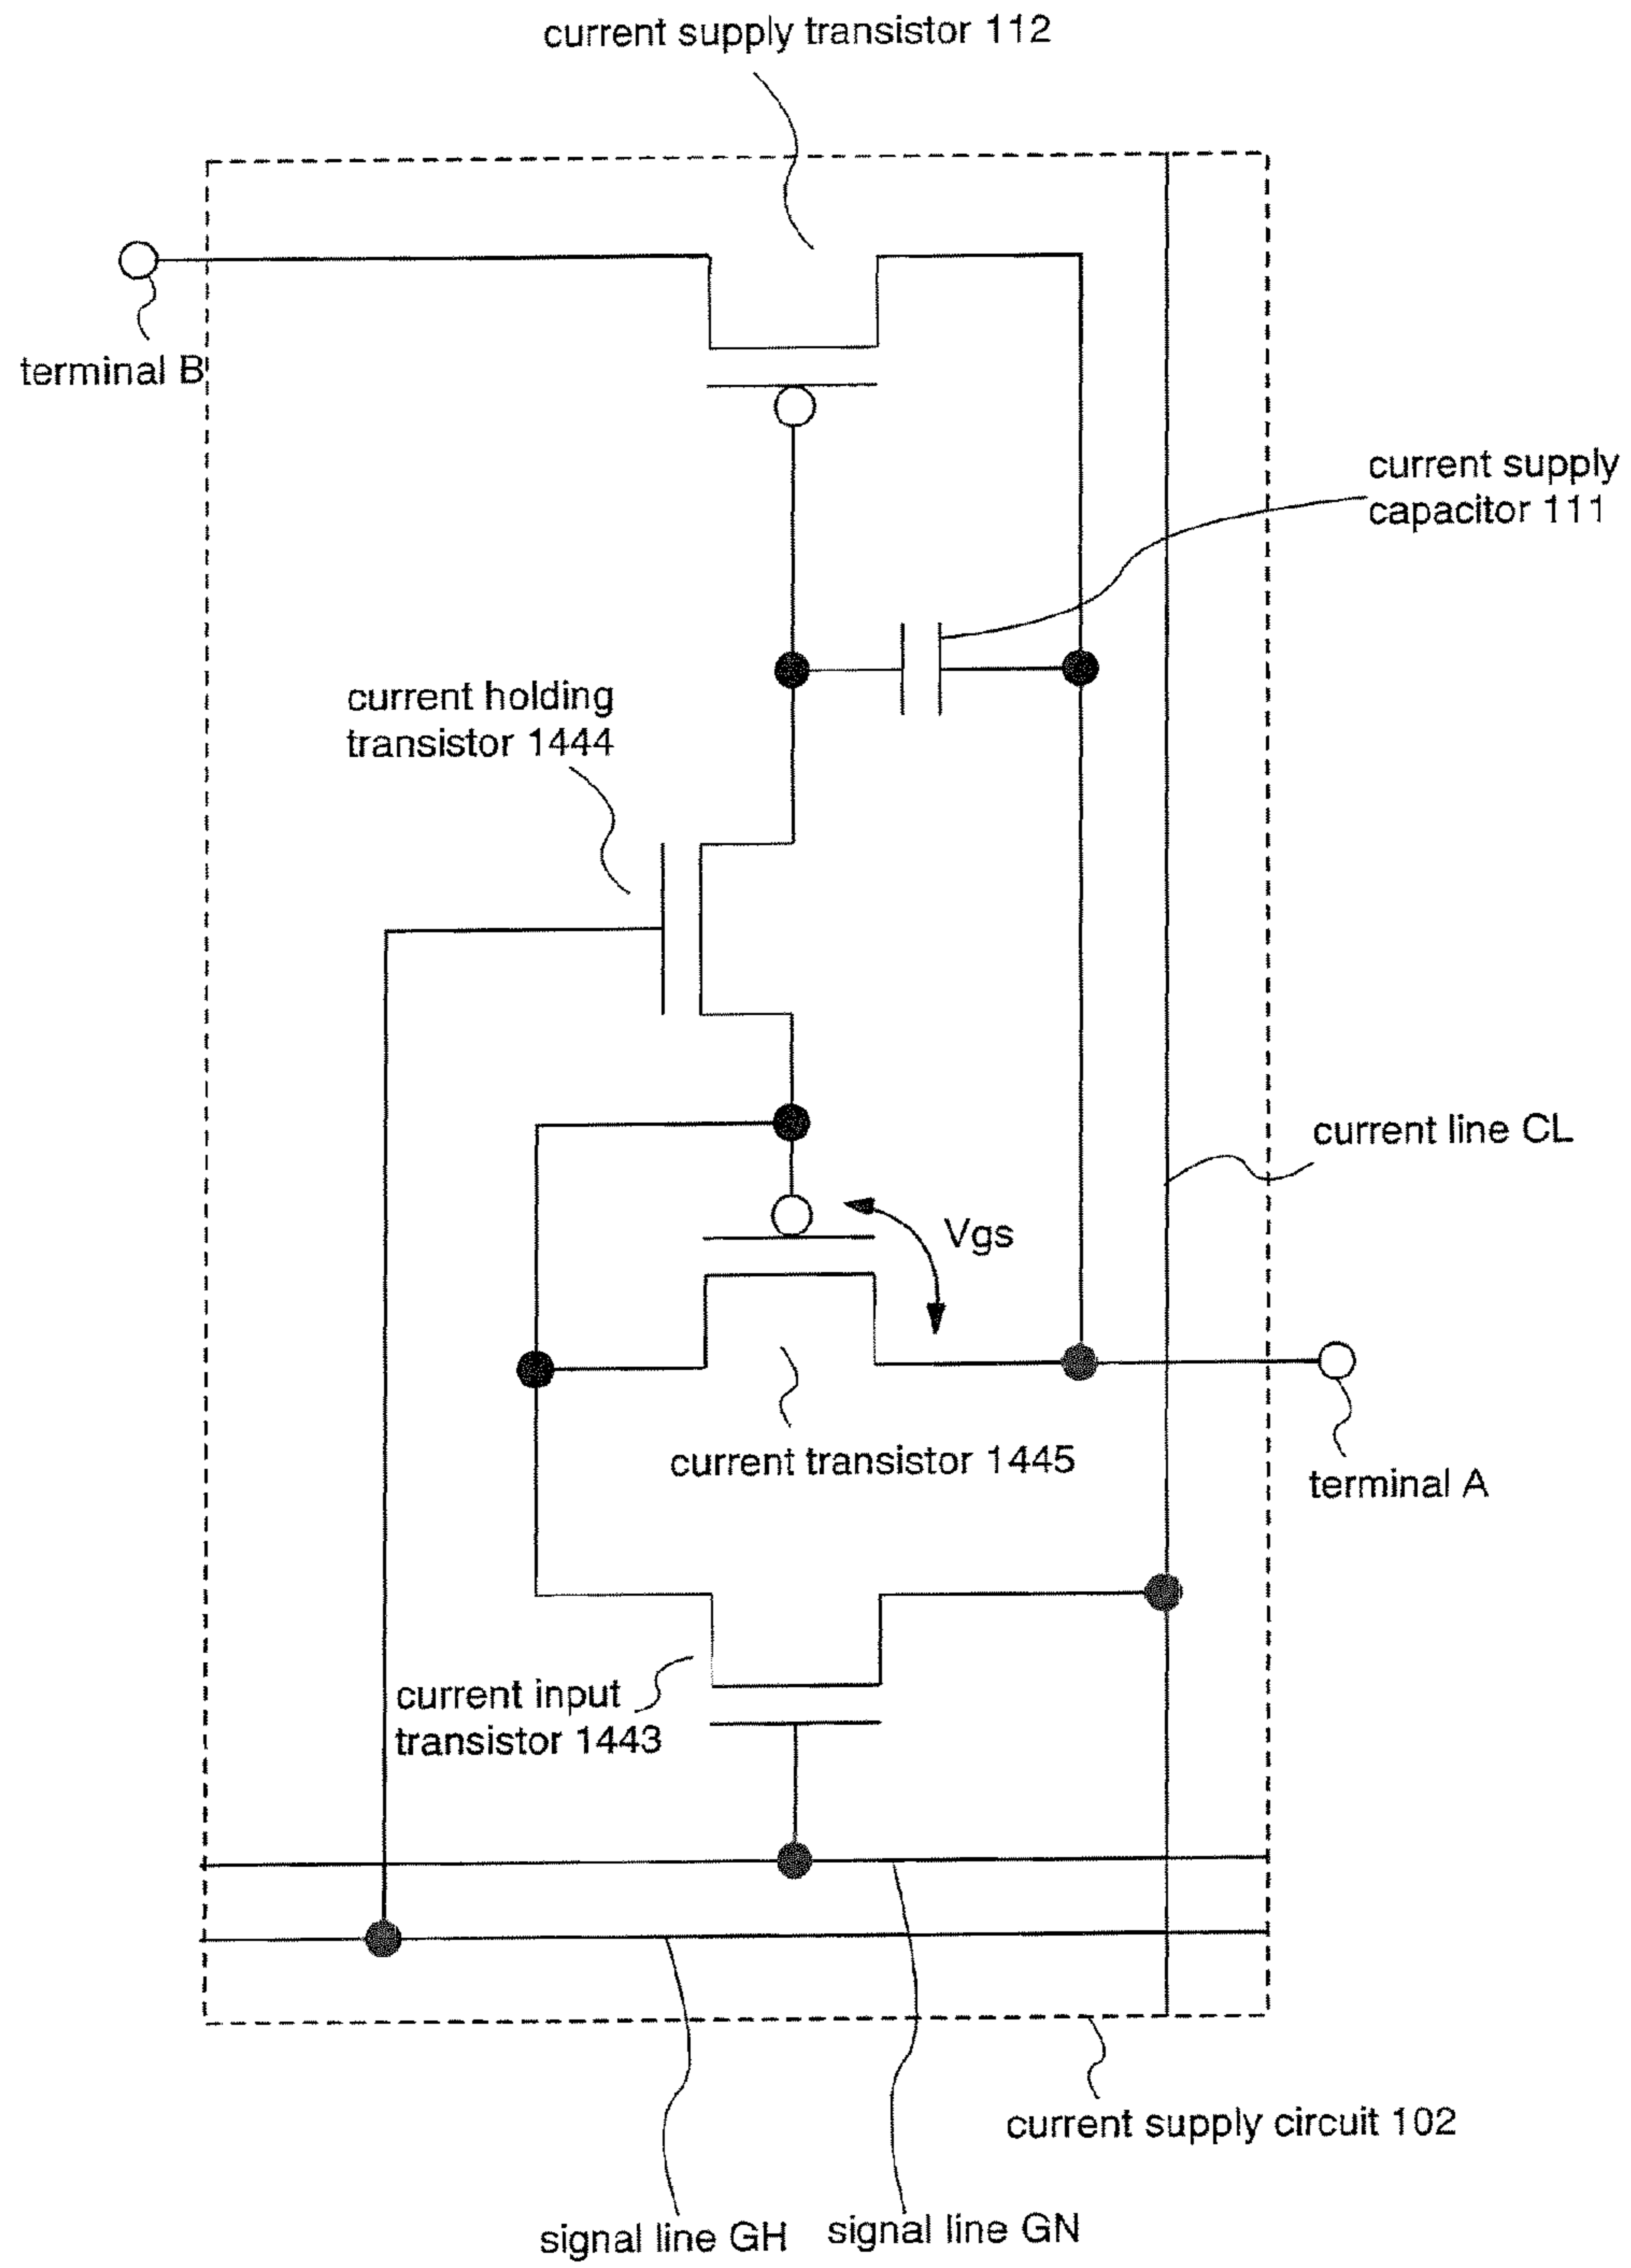 current supply transistor 112
terminal B
current supply
capacitor 111
current holding
transistor 1444
current line CL
Vgs
current transistor 1445
terminal A
current input
transistor 1443
current supply circuit 102
signal line GH
signal line GN